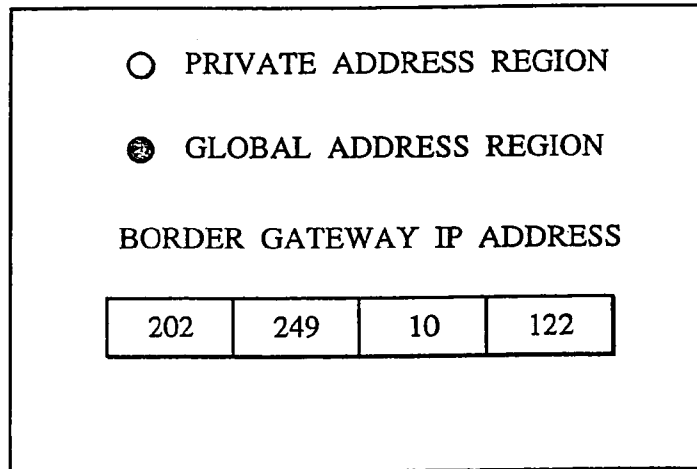 PRIVATE ADDRESS REGION
GLOBAL ADDRESS REGION
BORDER GATEWAY IP ADDRESS
202 249 10 122